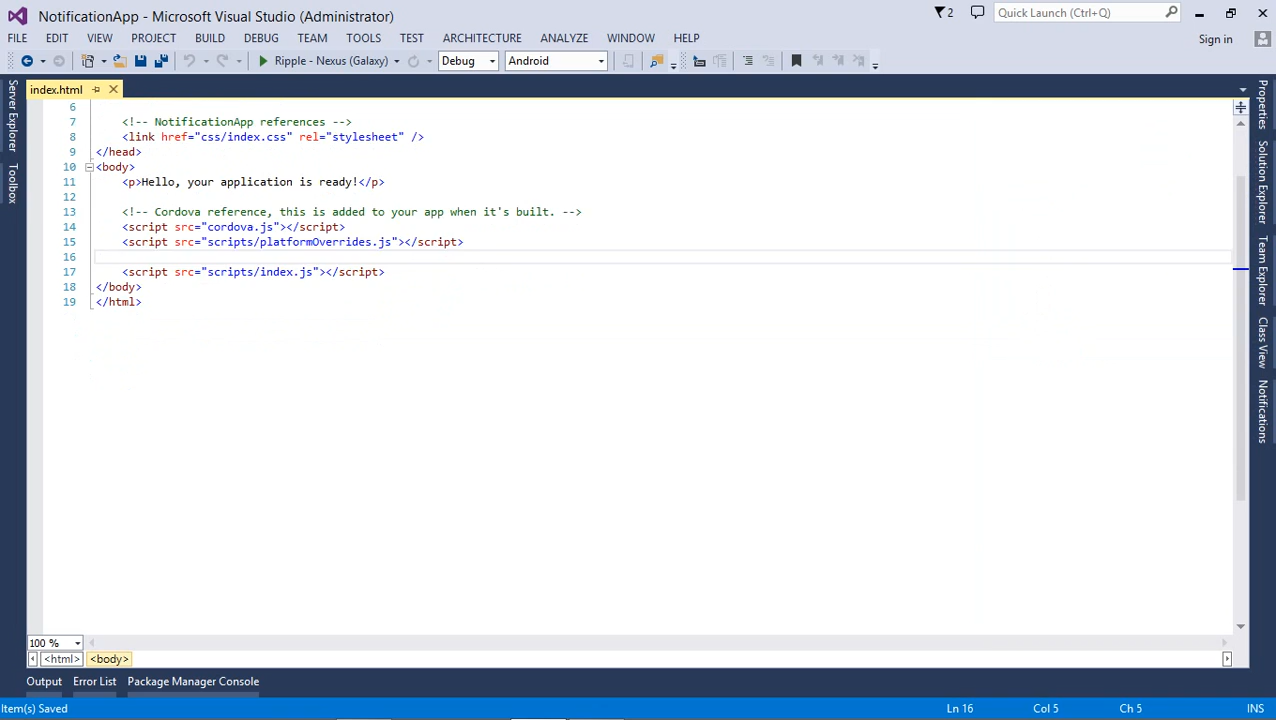 NotificationApp - Microsoft Visual Studio (Administrator)
2
Quick Launch (Ctrl+Q)
FILE EDIT VIEW PROJECT BUILD DEBUG TEAM TOOLS TEST ARCHITECTURE ANALYZE WINDOW HELP
Sign in
Ripple - Nexus (Galaxy) Debug Android
index.html
Server Explorer
Toolbox
6
7 <!-- NotificationApp references -->
8 <link href="css/index.css" rel="stylesheet" />
9 </head>
10 <body>
11 <p>Hello, your application is ready!</p>
12
13 <!-- Cordova reference, this is added to your app when it's built. -->
14 <script src="cordova.js"></script>
15 <script src="scripts/platformOverrides.js"></script>
16
17 <script src="scripts/index.js"></script>
18 </body>
19 </html>
Properties
Solution Explorer
Team Explorer
Class View
Notifications
100 %
<html> <body>
Output Error List Package Manager Console
Item(s) Saved Ln 16 Col 5 Ch 5 INS